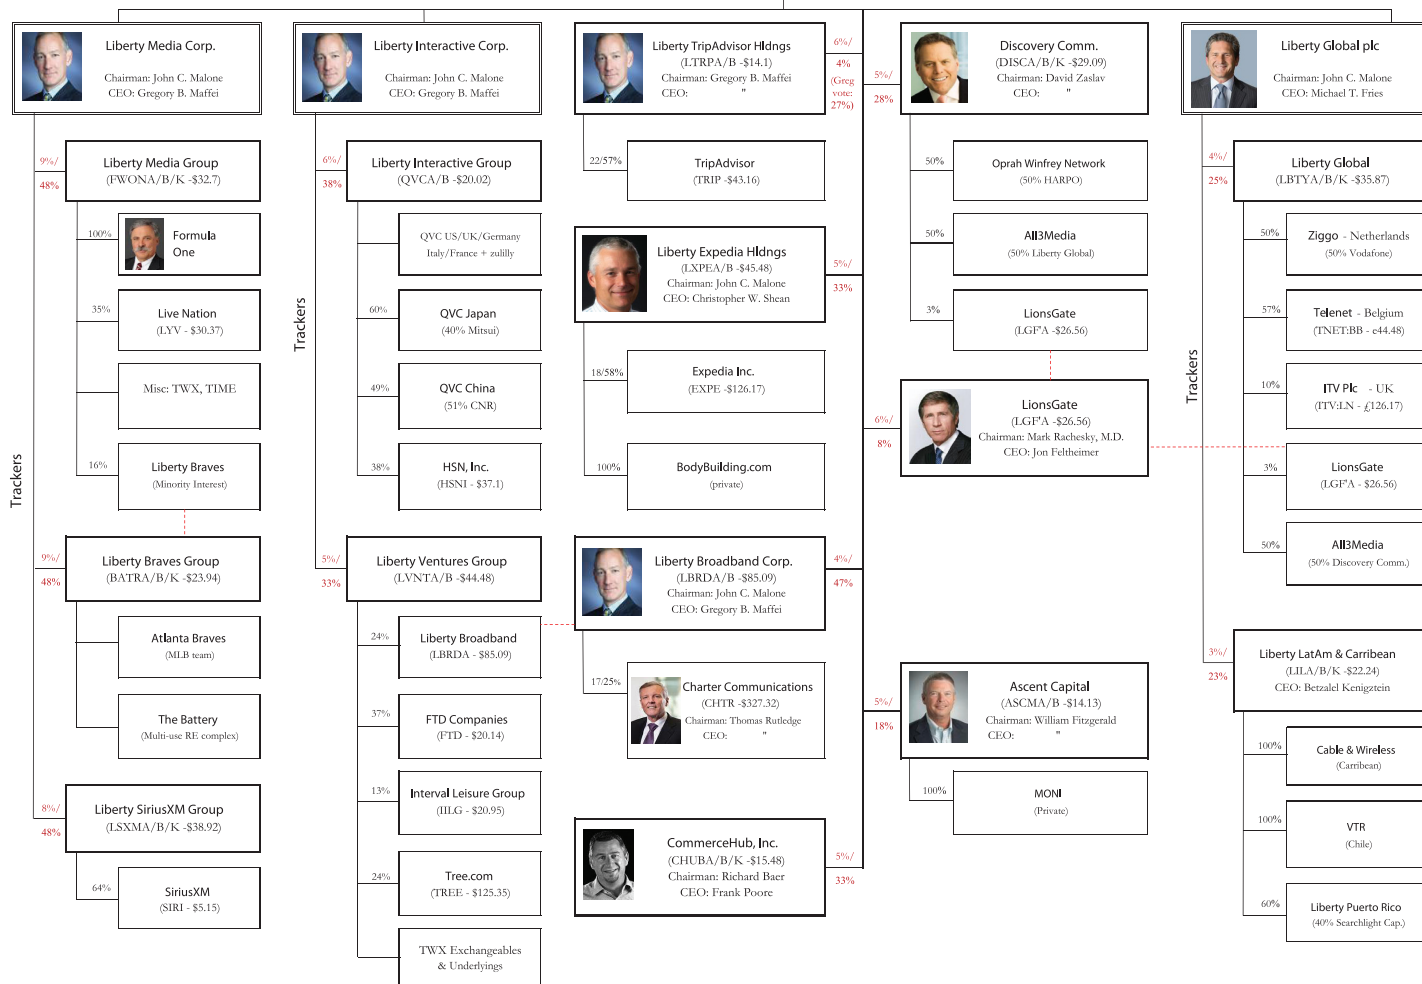 Liberty Media Corp.
Chairman: John C. Malone
CEO: Gregory B. Maffei
Trackers
9%/
48%
Liberty Media Group
(FWONA/B/K -$32.7)
100%
Formula
One
35%
Live Nation
(LYV - $30.37)
Misc: TWX, TIME
16%
Liberty Braves
(Minority Interest)
9%/
48%
Liberty Braves Group
(BATRA/B/K -$23.94)
Atlanta Braves
(MLB team)
The Battery
(Multi-use RE complex)
8%/
48%
Liberty SiriusXM Group
(LSXMA/B/K -$38.92)
64%
SiriusXM
(SIRI - $5.15)
Liberty Interactive Corp.
Chairman: John C. Malone
CEO: Gregory B. Maffei
Trackers
6%/
38%
Liberty Interactive Group
(QVCA/B -$20.02)
QVC US/UK/Germany
Italy/France + zulilly
60%
QVC Japan
(40% Mitsui)
49%
QVC China
(51% CNR)
38%
HSN, Inc.
(HSNI - $37.1)
5%/
33%
Liberty Ventures Group
(LVNTA/B -$44.48)
24%
Liberty Broadband
(LBRDA - $85.09)
37%
FTD Companies
(FTD - $20.14)
13%
Interval Leisure Group
(IILG - $20.95)
24%
Tree.com
(TREE - $125.35)
TWX Exchangeables
& Underlyings
Liberty TripAdvisor Hldngs
(LTRPA/B -$14.1)
Chairman: Gregory B. Maffei
CEO: "
6%/
4%
(Greg
vote:
27%)
22/57%
TripAdvisor
(TRIP -$43.16)
Liberty Expedia Hldngs
(LXPEA/B -$45.48)
Chairman: John C. Malone
CEO: Christopher W. Shean
5%/
33%
18/58%
Expedia Inc.
(EXPE -$126.17)
100%
BodyBuilding.com
(private)
Liberty Broadband Corp.
(LBRDA/B -$85.09)
Chairman: John C. Malone
CEO: Gregory B. Maffei
4%/
47%
17/25%
Charter Communications
(CHTR -$327.32)
Chairman: Thomas Rutledge
CEO: "
CommerceHub, Inc.
(CHUBA/B/K -$15.48)
Chairman: Richard Baer
CEO: Frank Poore
5%/
33%
5%/
28%
Discovery Comm.
(DISCA/B/K -$29.09)
Chairman: David Zaslav
CEO: "
50%
Oprah Winfrey Network
(50% HARPO)
50%
All3Media
(50% Liberty Global)
3%
LionsGate
(LGF'A -$26.56)
6%/
8%
LionsGate
(LGF'A -$26.56)
Chairman: Mark Rachesky, M.D.
CEO: Jon Feltheimer
5%/
18%
Ascent Capital
(ASCMA/B -$14.13)
Chairman: William Fitzgerald
CEO: "
100%
MONI
(Private)
Liberty Global plc
Chairman: John C. Malone
CEO: Michael T. Fries
Trackers
4%/
25%
Liberty Global
(LBTYA/B/K -$35.87)
50%
Ziggo - Netherlands
(50% Vodafone)
57%
Telenet - Belgium
(TNET:BB - e44.48)
10%
ITV Plc - UK
(ITV:LN - £126.17)
3%
LionsGate
(LGF'A - $26.56)
50%
All3Media
(50% Discovery Comm.)
3%/
23%
Liberty LatAm & Carribean
(LILA/B/K -$22.24)
CEO: Betzalel Kenigztein
100%
Cable & Wireless
(Carribean)
100%
VTR
(Chile)
60%
Liberty Puerto Rico
(40% Searchlight Cap.)